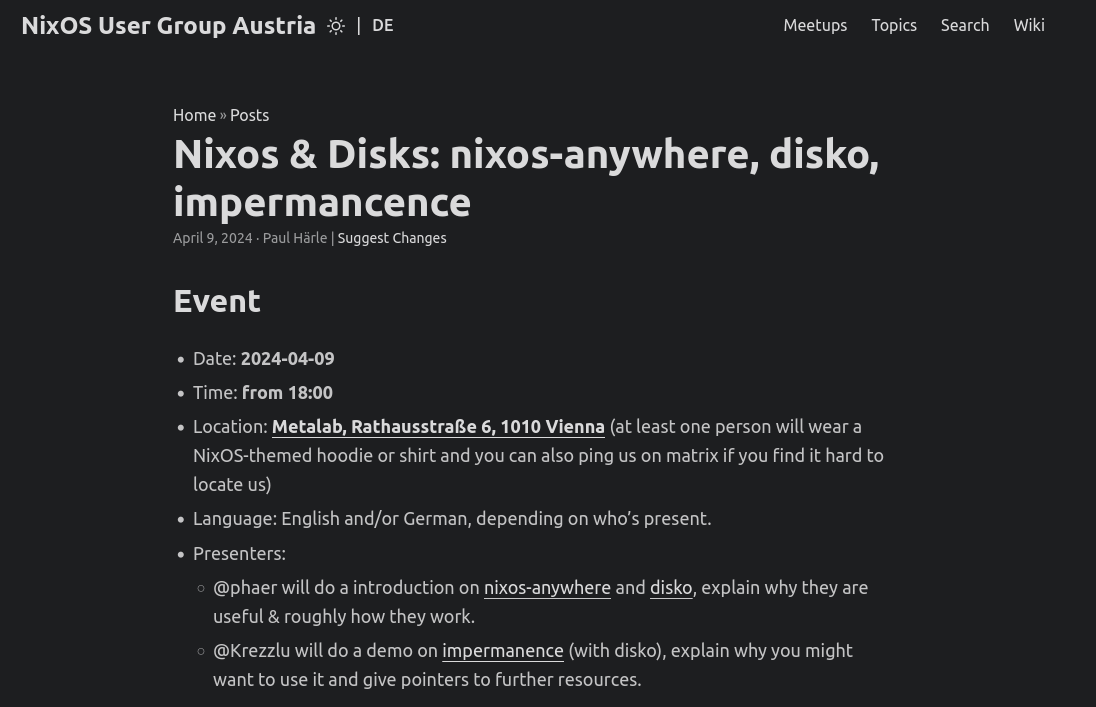 NixOS User Group Austria | DE
Meetups Topics Search Wiki
Home » Posts
Nixos & Disks: nixos-anywhere, disko,
impermancence
April 9, 2024 · Paul Härle | Suggest Changes
Event
• Date: 2024-04-09
• Time: from 18:00
• Location: Metalab, Rathausstraße 6, 1010 Vienna (at least one person will wear a
NixOS-themed hoodie or shirt and you can also ping us on matrix if you find it hard to
locate us)
• Language: English and/or German, depending on who’s present.
• Presenters:
○ @phaer will do a introduction on nixos-anywhere and disko, explain why they are
useful & roughly how they work.
○ @Krezzlu will do a demo on impermanence (with disko), explain why you might
want to use it and give pointers to further resources.